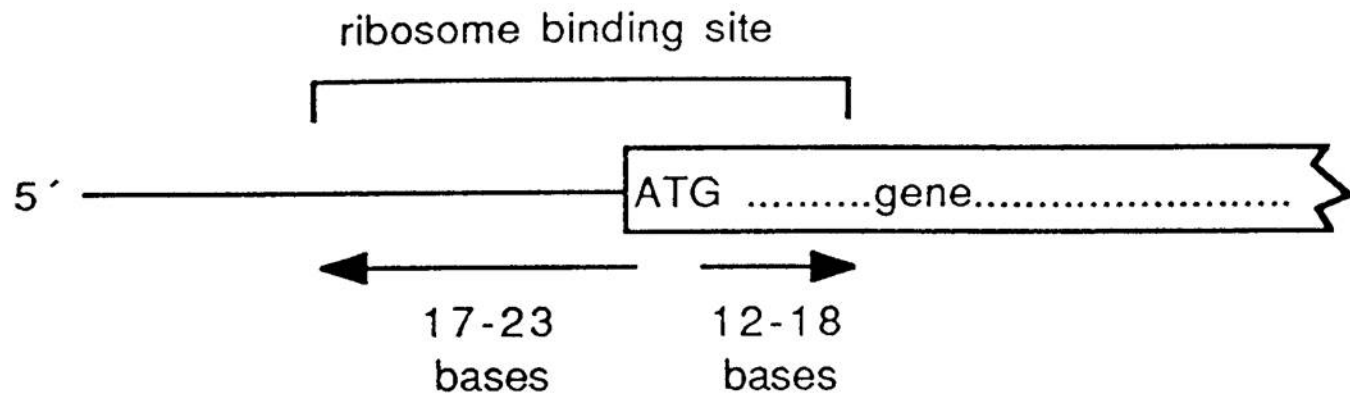 ribosome binding site
5´ ATG ..........gene..........................
17-23 12-18
bases bases